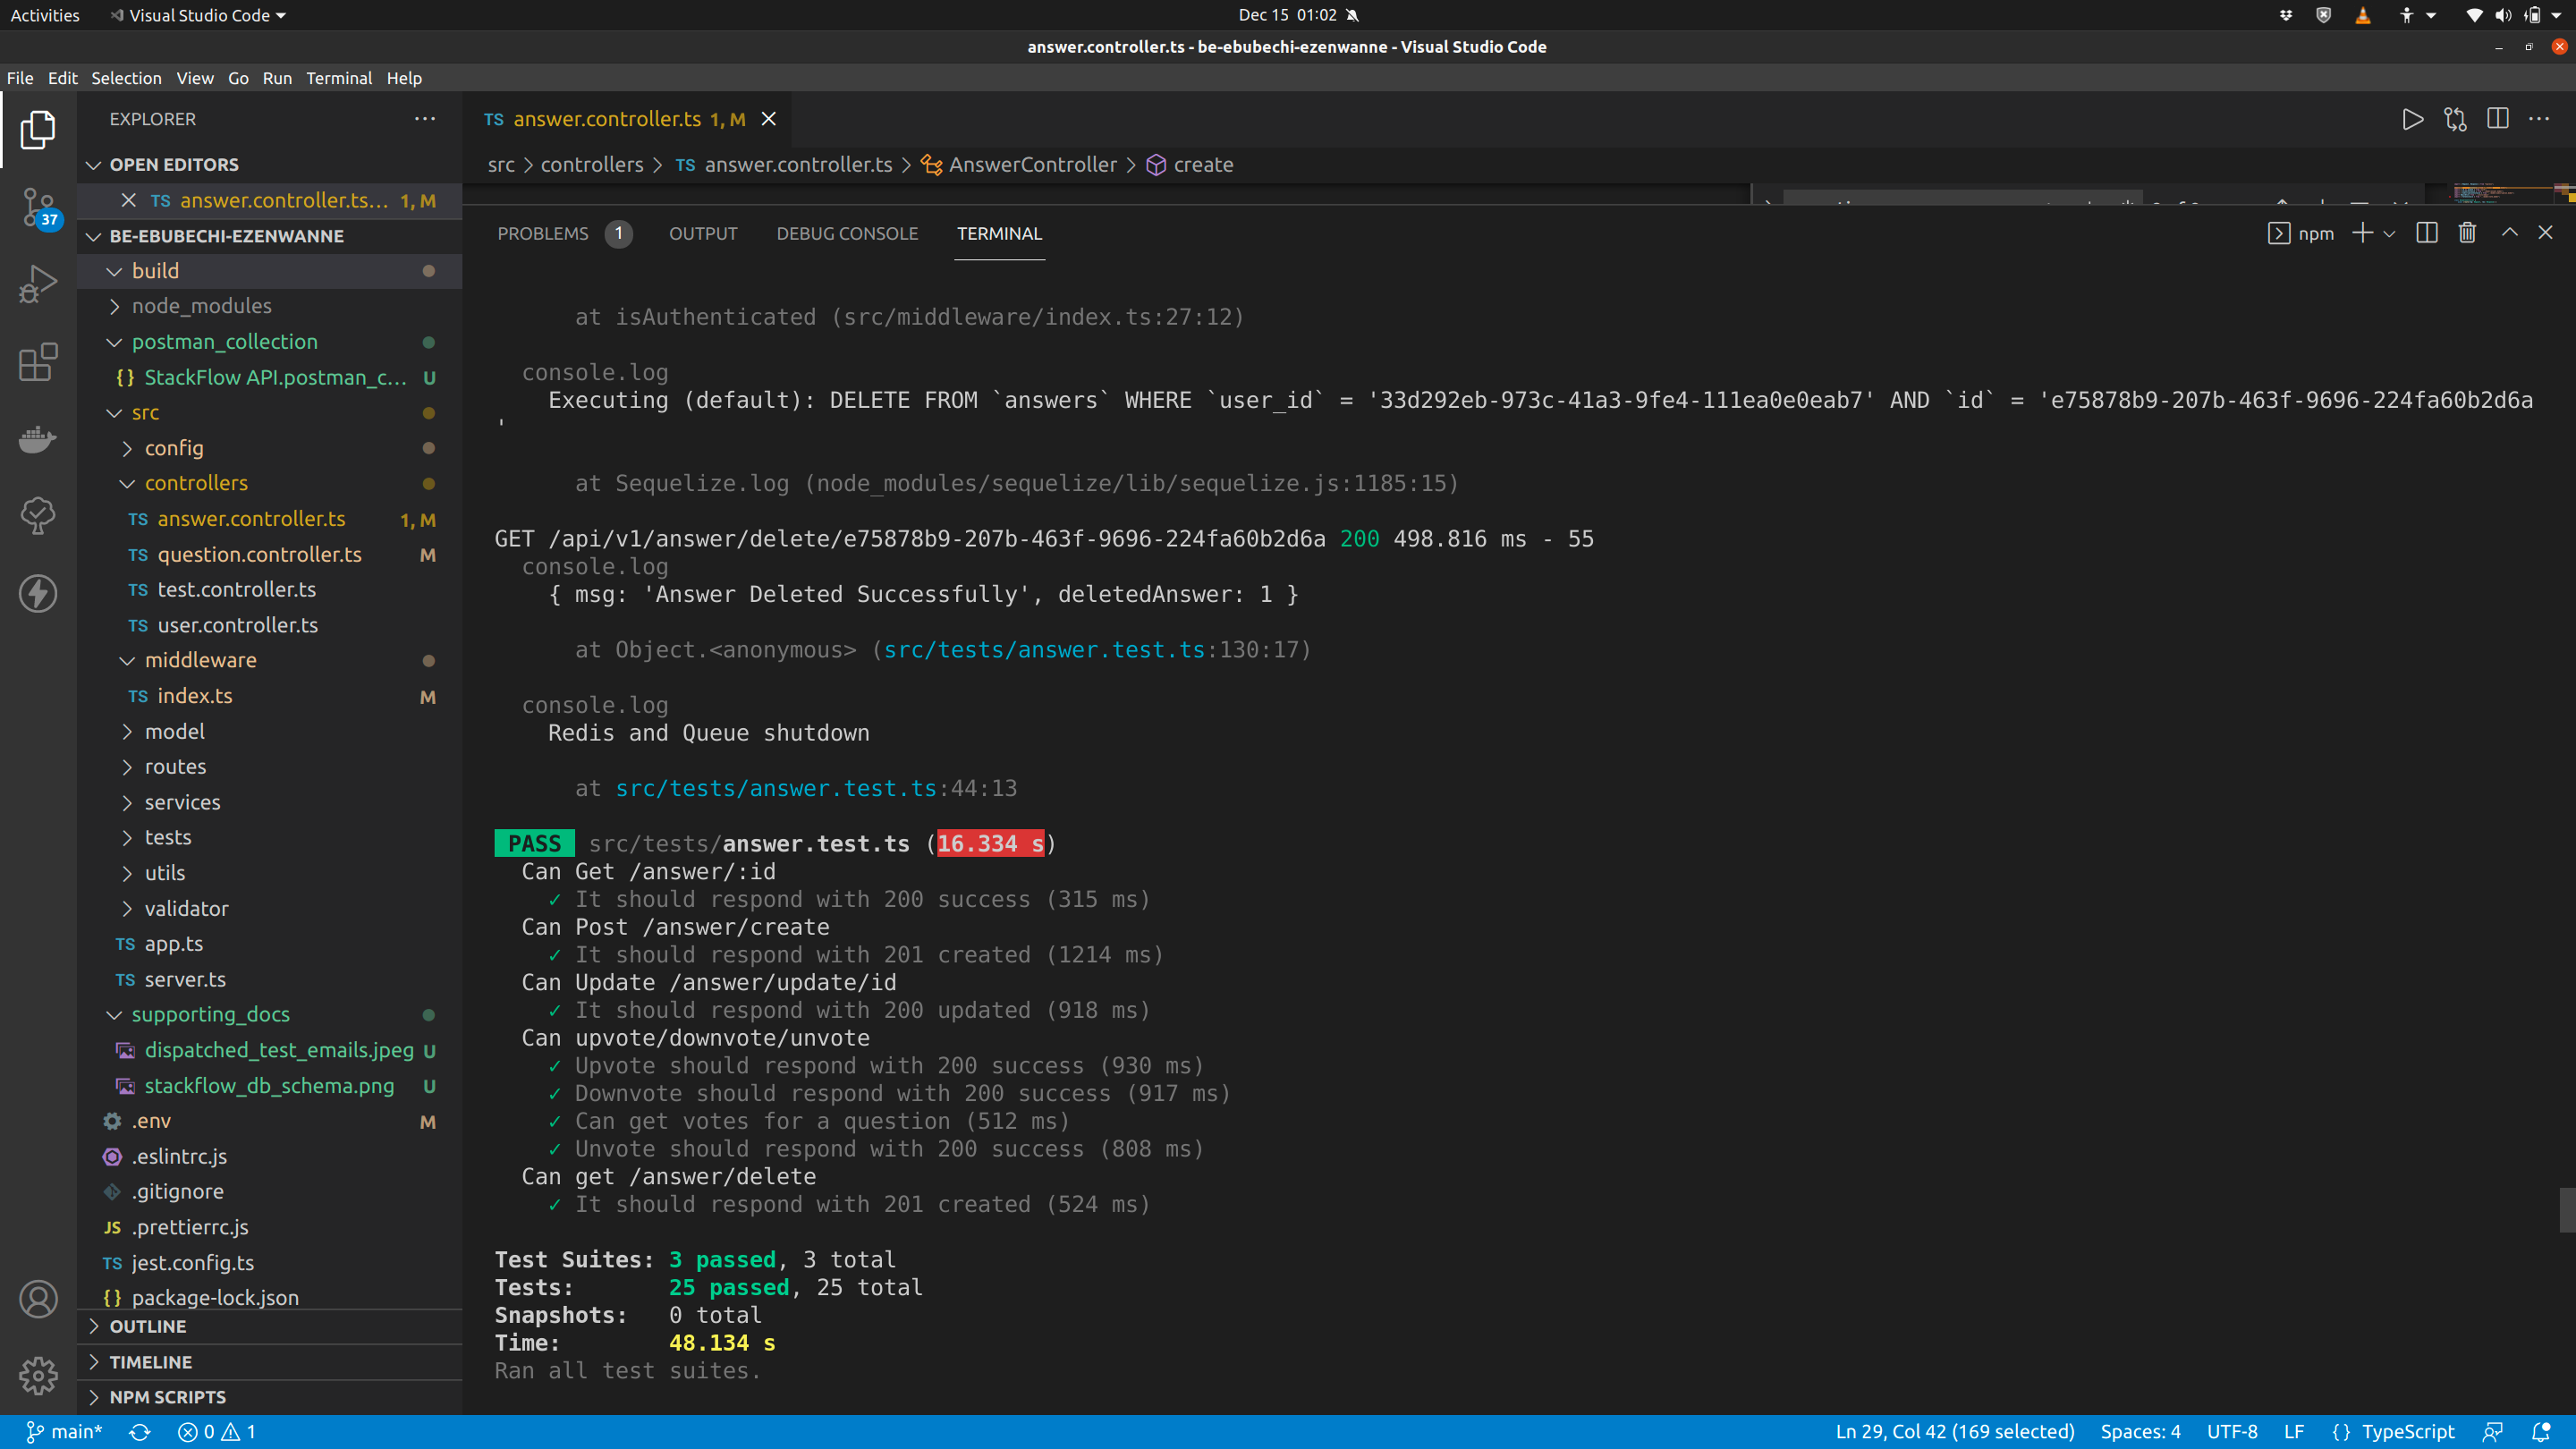 Activities Visual Studio Code Dec 15 01:02
answer.controller.ts - be-ebubechi-ezenwanne - Visual Studio Code
File Edit Selection View Go Run Terminal Help
EXPLORER
OPEN EDITORS
TS answer.controller.ts... 1, M
37
BE-EBUBECHI-EZENWANNE
build
node_modules
postman_collection
{} StackFlow API.postman_c... U
src
config
controllers
TS answer.controller.ts 1, M
TS question.controller.ts M
TS test.controller.ts
TS user.controller.ts
middleware
TS index.ts M
model
routes
services
tests
utils
validator
TS app.ts
TS server.ts
supporting_docs
dispatched_test_emails.jpeg U
stackflow_db_schema.png U
.env M
.eslintrc.js
.gitignore
JS .prettierrc.js
TS jest.config.ts
{} package-lock.json
OUTLINE
TIMELINE
NPM SCRIPTS
TS answer.controller.ts 1, M
src > controllers > TS answer.controller.ts > AnswerController > create
PROBLEMS 1 OUTPUT DEBUG CONSOLE TERMINAL npm
at isAuthenticated (src/middleware/index.ts:27:12)
console.log
Executing (default): DELETE FROM `answers` WHERE `user_id` = '33d292eb-973c-41a3-9fe4-111ea0e0eab7' AND `id` = 'e75878b9-207b-463f-9696-224fa60b2d6a
'
at Sequelize.log (node_modules/sequelize/lib/sequelize.js:1185:15)
GET /api/v1/answer/delete/e75878b9-207b-463f-9696-224fa60b2d6a 200 498.816 ms - 55
console.log
{ msg: 'Answer Deleted Successfully', deletedAnswer: 1 }
at Object.<anonymous> (src/tests/answer.test.ts:130:17)
console.log
Redis and Queue shutdown
at src/tests/answer.test.ts:44:13
PASS src/tests/answer.test.ts (16.334 s)
Can Get /answer/:id
✓ It should respond with 200 success (315 ms)
Can Post /answer/create
✓ It should respond with 201 created (1214 ms)
Can Update /answer/update/id
✓ It should respond with 200 updated (918 ms)
Can upvote/downvote/unvote
✓ Upvote should respond with 200 success (930 ms)
✓ Downvote should respond with 200 success (917 ms)
✓ Can get votes for a question (512 ms)
✓ Unvote should respond with 200 success (808 ms)
Can get /answer/delete
✓ It should respond with 201 created (524 ms)
Test Suites: 3 passed, 3 total
Tests: 25 passed, 25 total
Snapshots: 0 total
Time: 48.134 s
Ran all test suites.
main* 0 1 Ln 29, Col 42 (169 selected) Spaces: 4 UTF-8 LF {} TypeScript